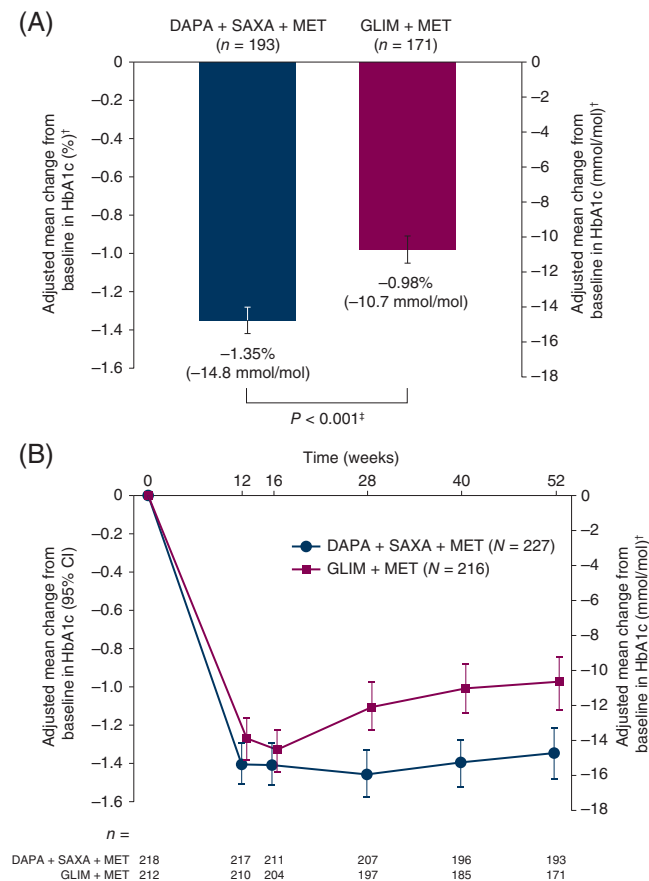 (A)
DAPA + SAXA + MET
(n = 193)
GLIM + MET
(n = 171)
Adjusted mean change from
baseline in HbA1c (%)†
0
–0.2
–0.4
–0.6
–0.8
–1.0
–1.2
–1.4
–1.6
0
–2
–4
–6
–8
–10
–12
–14
–16
–18
Adjusted mean change from
baseline in HbA1c (mmol/mol)†
–0.98%
(–10.7 mmol/mol)
–1.35%
(–14.8 mmol/mol)
P < 0.001‡
(B)
Time (weeks)
0 12 16 28 40 52
Adjusted mean change from
baseline in HbA1c (95% CI)
0
–0.2
–0.4
–0.6
–0.8
–1.0
–1.2
–1.4
–1.6
DAPA + SAXA + MET (N = 227)
GLIM + MET (N = 216)
0
–2
–4
–6
–8
–10
–12
–14
–16
–18
Adjusted mean change from
baseline in HbA1c (mmol/mol)†
n =
DAPA + SAXA + MET 218 217 211 207 196 193
GLIM + MET 212 210 204 197 185 171